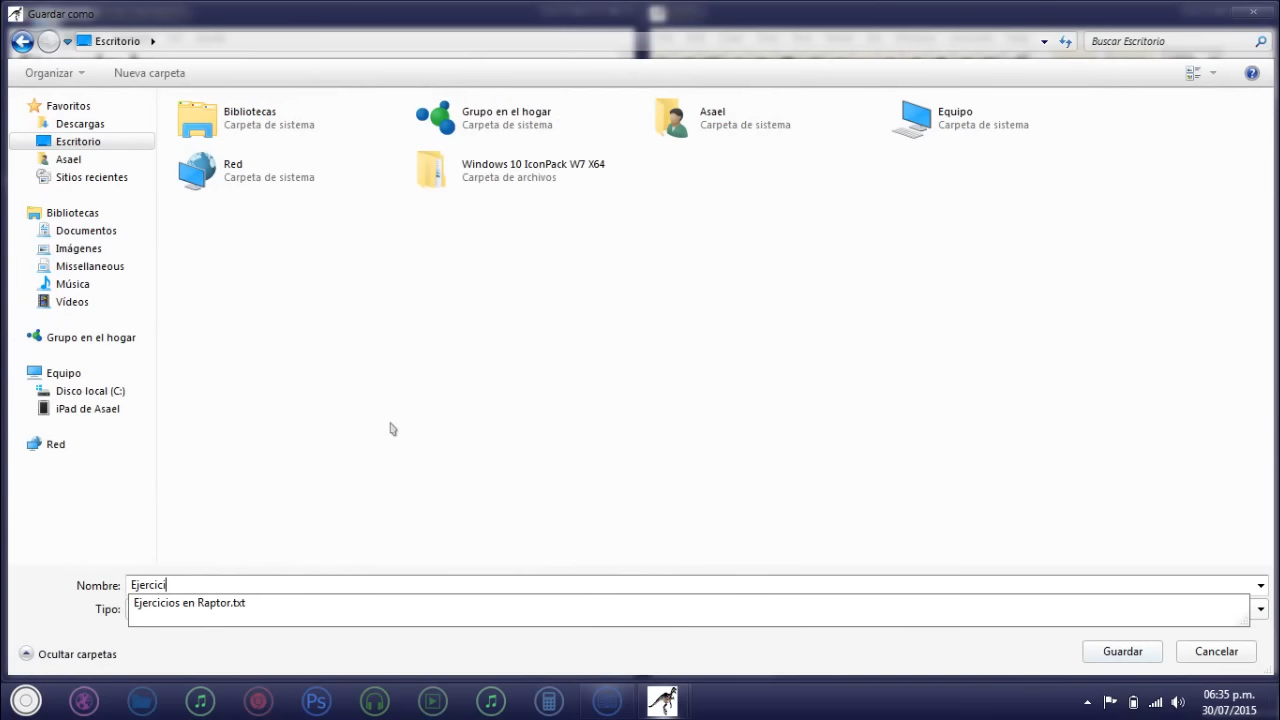 Guardar como
Escritorio
Buscar Escritorio
Organizar
Nueva carpeta
Favoritos
Descargas
Escritorio
Asael
Sitios recientes
Bibliotecas
Documentos
Imágenes
Missellaneous
Música
Vídeos
Grupo en el hogar
Equipo
Disco local (C:)
iPad de Asael
Red
Bibliotecas
Carpeta de sistema
Grupo en el hogar
Carpeta de sistema
Asael
Carpeta de sistema
Equipo
Carpeta de sistema
Red
Carpeta de sistema
Windows 10 IconPack W7 X64
Carpeta de archivos
Nombre: Ejercici
Ejercicios en Raptor.txt
Tipo:
Ocultar carpetas
Guardar
Cancelar
Ps
06:35 p.m.
30/07/2015